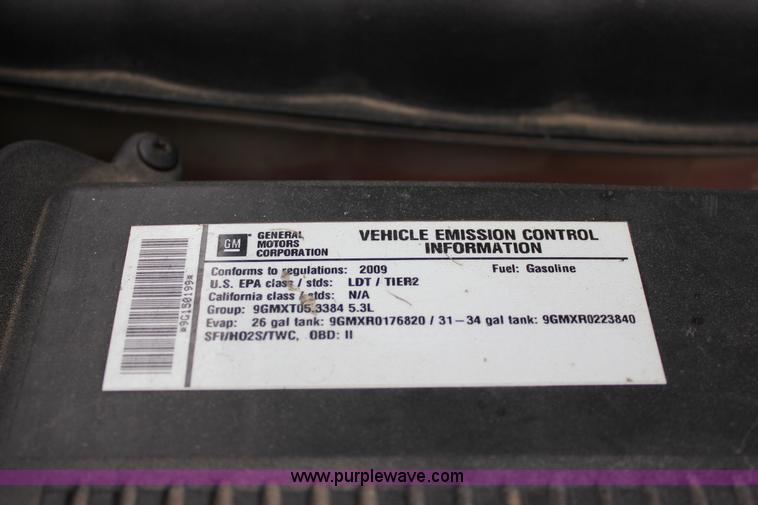 *9G150199*
GM
GENERAL
MOTORS
CORPORATION
VEHICLE EMISSION CONTROL
INFORMATION
Conforms to regulations: 2009 Fuel: Gasoline
U.S. EPA class / stds: LDT / TIER2
California class / stds: N/A
Group: 9GMXT05.3384 5.3L
Evap: 26 gal tank: 9GMXR0176820 / 31-34 gal tank: 9GMXR0223840
SFI/HO2S/TWC, OBD: II
www.purplewave.com